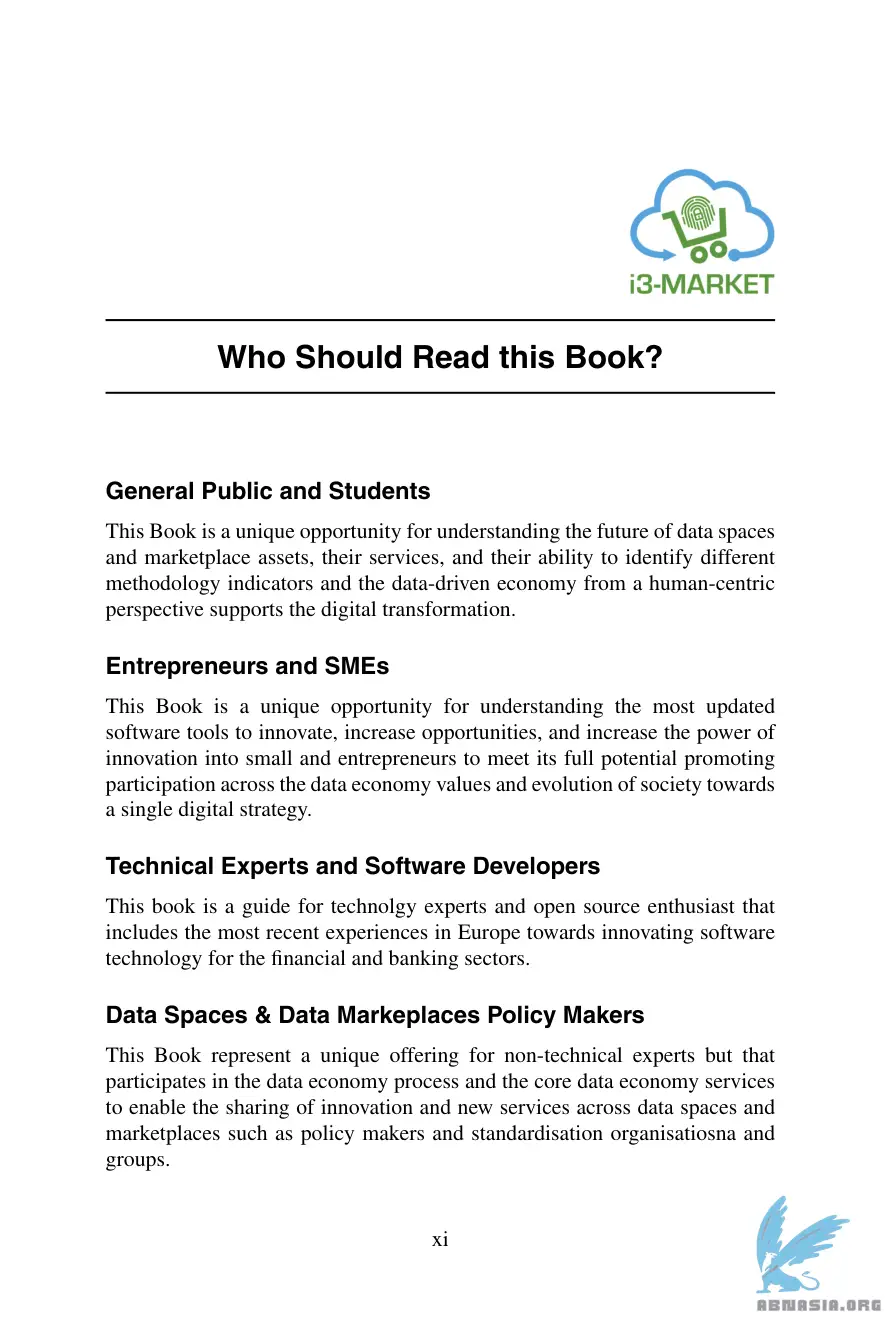 i3-MARKET
Who Should Read this Book?
General Public and Students
This Book is a unique opportunity for understanding the future of data spaces
and marketplace assets, their services, and their ability to identify different
methodology indicators and the data-driven economy from a human-centric
perspective supports the digital transformation.
Entrepreneurs and SMEs
This Book is a unique opportunity for understanding the most updated
software tools to innovate, increase opportunities, and increase the power of
innovation into small and entrepreneurs to meet its full potential promoting
participation across the data economy values and evolution of society towards
a single digital strategy.
Technical Experts and Software Developers
This book is a guide for technolgy experts and open source enthusiast that
includes the most recent experiences in Europe towards innovating software
technology for the financial and banking sectors.
Data Spaces & Data Markeplaces Policy Makers
This Book represent a unique offering for non-technical experts but that
participates in the data economy process and the core data economy services
to enable the sharing of innovation and new services across data spaces and
marketplaces such as policy makers and standardisation organisatiosna and
groups.
xi
ABNASIA.ORG